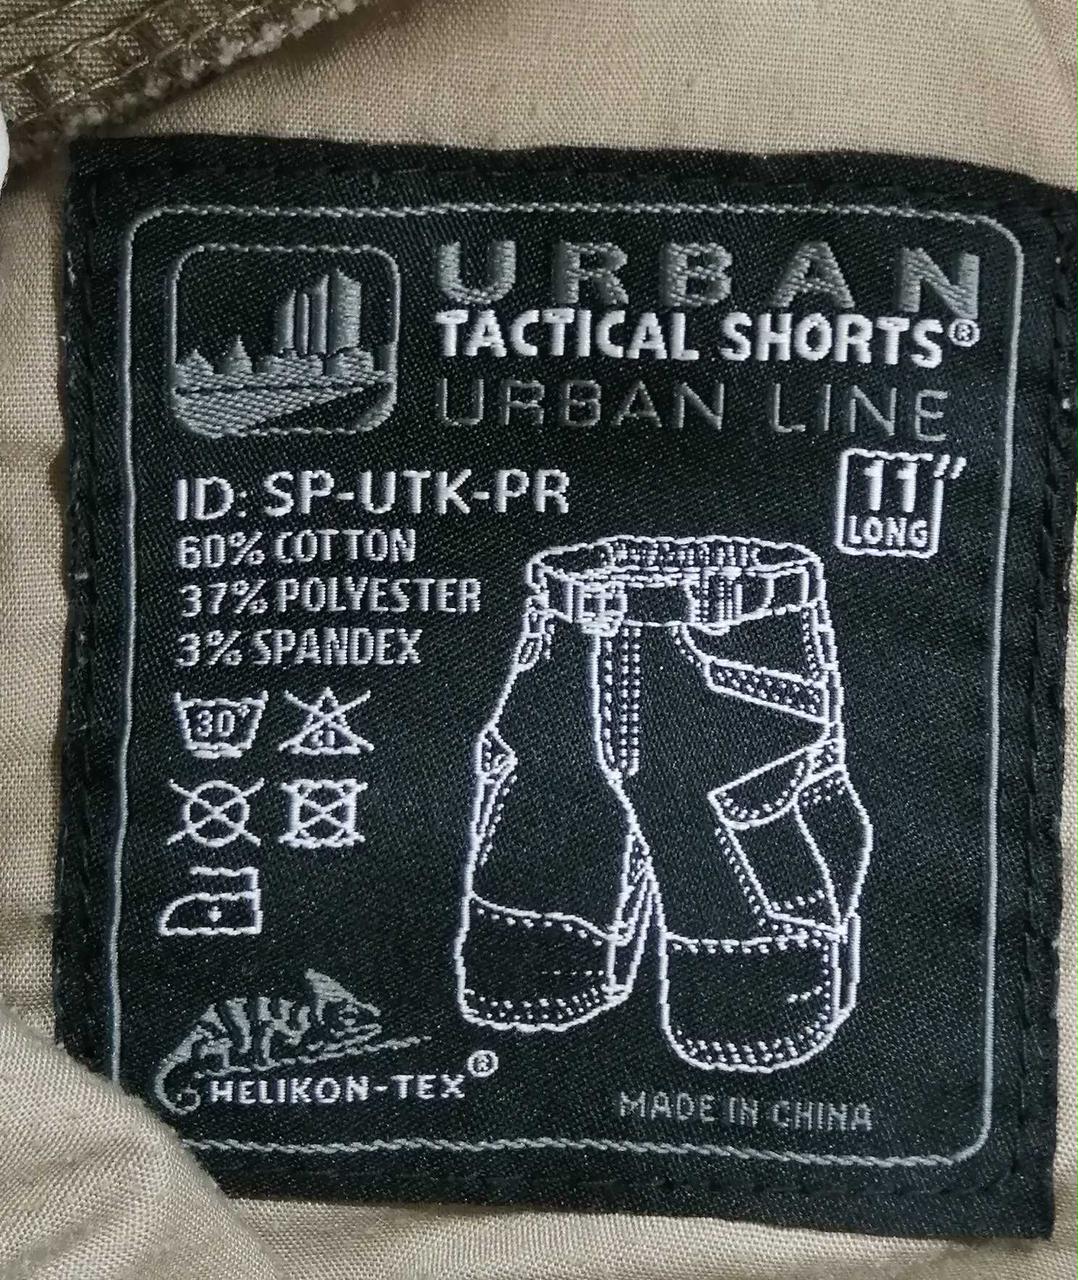 URBAN
TACTICAL SHORTS®
URBAN LINE
11"
LONG
ID: SP-UTK-PR
60% COTTON
37% POLYESTER
3% SPANDEX
30°
HELIKON-TEX®
MADE IN CHINA